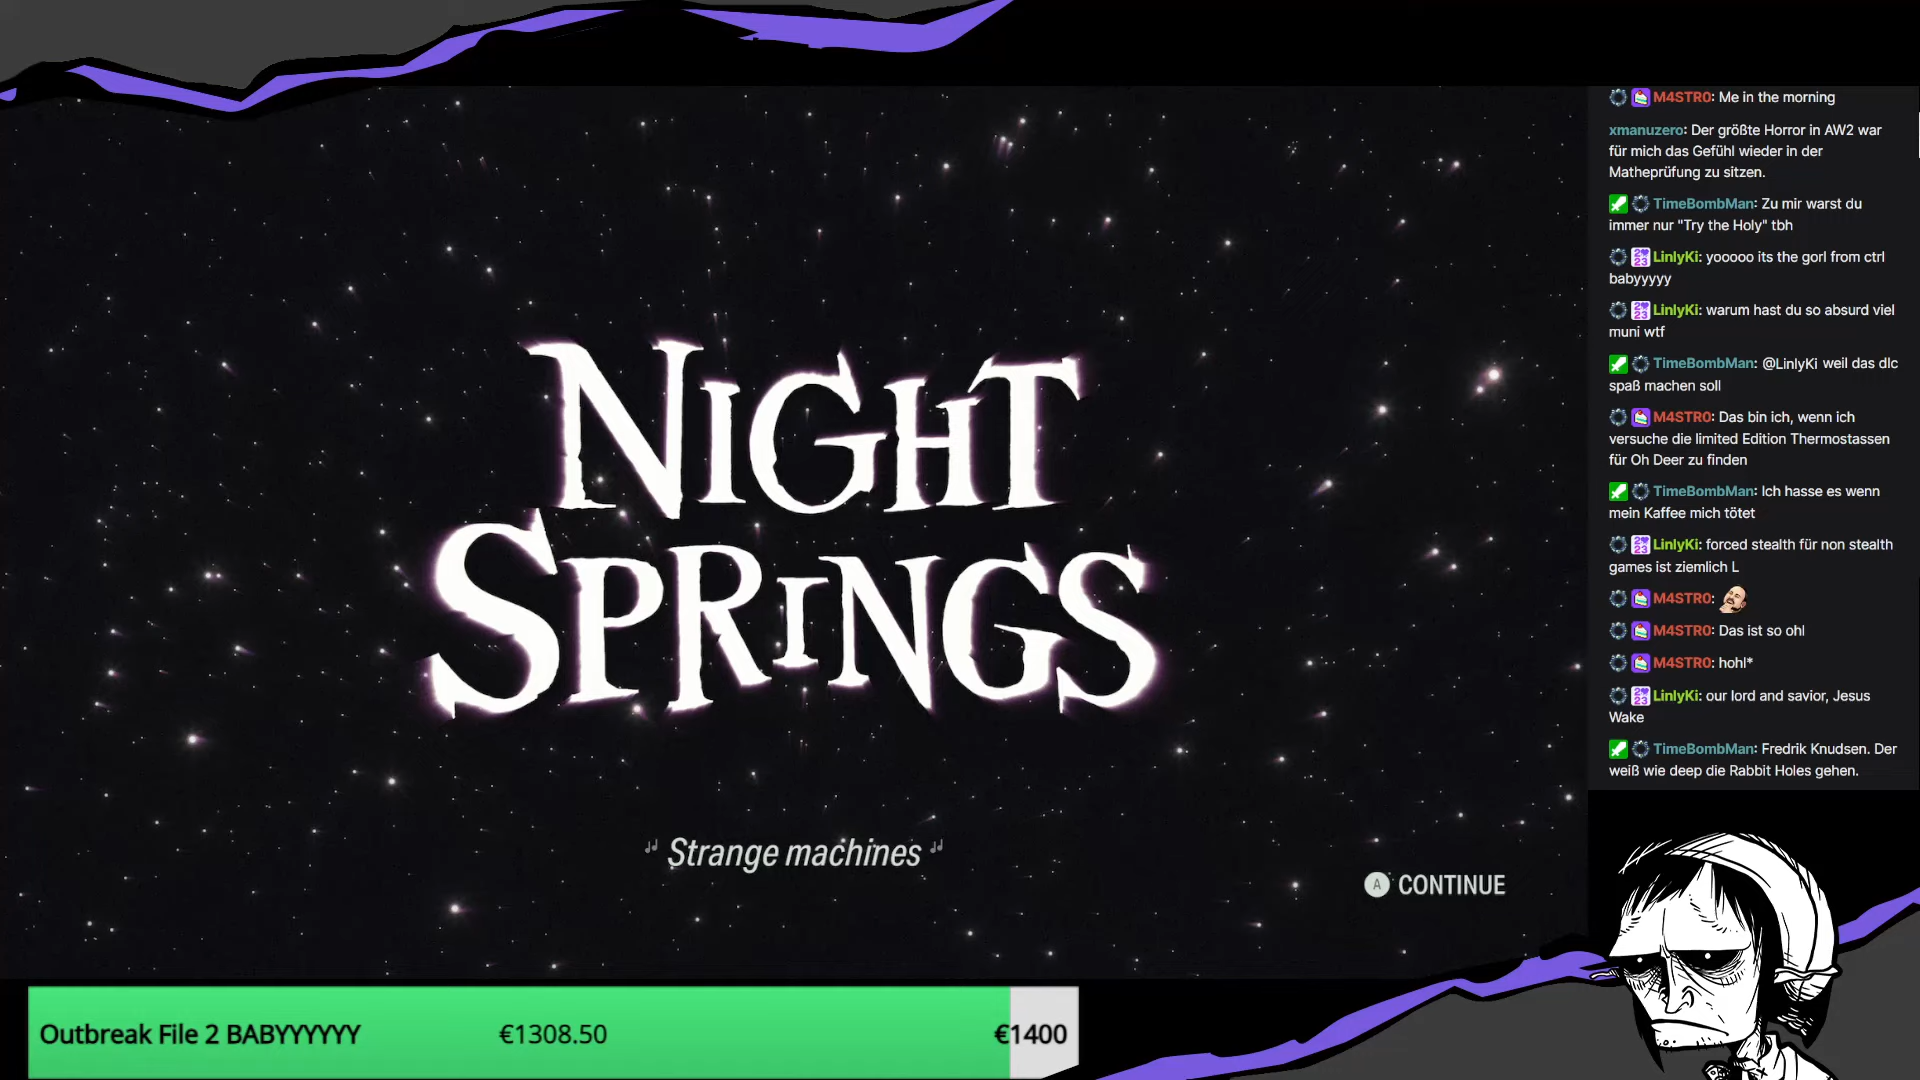 NIGHT
SPRINGS
♫ Strange machines ♫
A CONTINUE
M4STR0: Me in the morning
xmanuzero: Der größte Horror in AW2 war
für mich das Gefühl wieder in der
Matheprüfung zu sitzen.
TimeBombMan: Zu mir warst du
immer nur "Try the Holy" tbh
LinlyKi: yooooo its the gorl from ctrl
babyyyyy
LinlyKi: warum hast du so absurd viel
muni wtf
TimeBombMan: @LinlyKi weil das dlc
spaß machen soll
M4STR0: Das bin ich, wenn ich
versuche die limited Edition Thermostassen
für Oh Deer zu finden
TimeBombMan: Ich hasse es wenn
mein Kaffee mich tötet
LinlyKi: forced stealth für non stealth
games ist ziemlich L
M4STR0:
M4STR0: Das ist so ohl
M4STR0: hohl*
LinlyKi: our lord and savior, Jesus
Wake
TimeBombMan: Fredrik Knudsen. Der
weiß wie deep die Rabbit Holes gehen.
Outbreak File 2 BABYYYYYY €1308.50 €1400